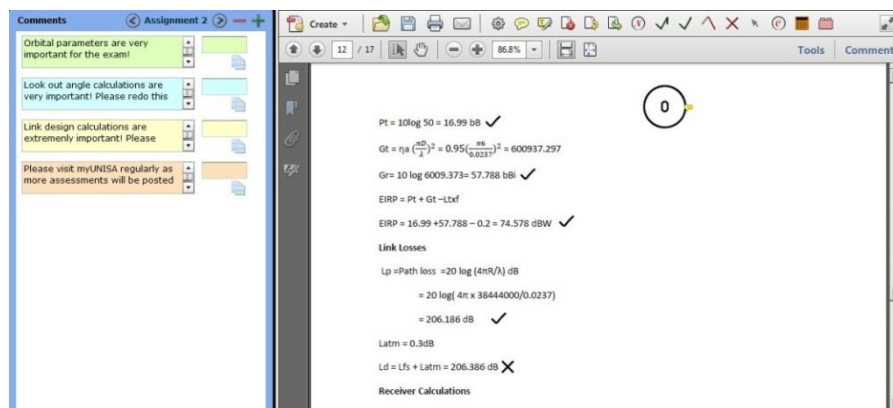 Comments
Assignment 2
Orbital parameters are very
important for the exam!
Look out angle calculations are
very important! Please redo this
Link design calculations are
extremenly important! Please
Please visit myUNISA regularly as
more assessments will be posted
Create
12 / 17
86.8%
Tools Comment
0
Pt = 10log 50 = 16.99 bB ✓
Gt = ηa (πD/λ)² = 0.95(π6/0.0237)² = 600937.297
Gr= 10 log 6009.373= 57.788 bBi ✓
EIRP = Pt + Gt –Ltxf
EIRP = 16.99 +57.788 – 0.2 = 74.578 dBW ✓
Link Losses
Lp =Path loss =20 log (4πR/λ) dB
= 20 log( 4π x 38444000/0.0237)
= 206.186 dB ✓
Latm = 0.3dB
Ld = Lfs + Latm = 206.386 dB ✗
Receiver Calculations